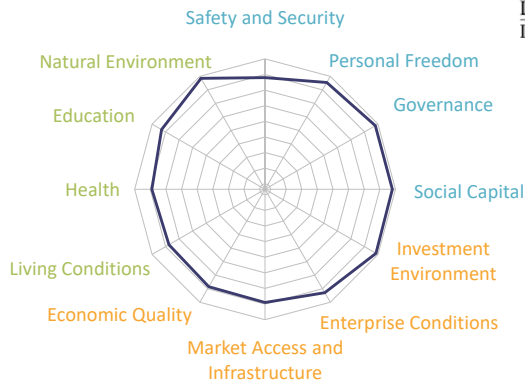 Safety and Security
Natural Environment
Personal Freedom
Education
Governance
Health
Social Capital
Investment
Environment
Living Conditions
Economic Quality
Enterprise Conditions
Market Access and
Infrastructure